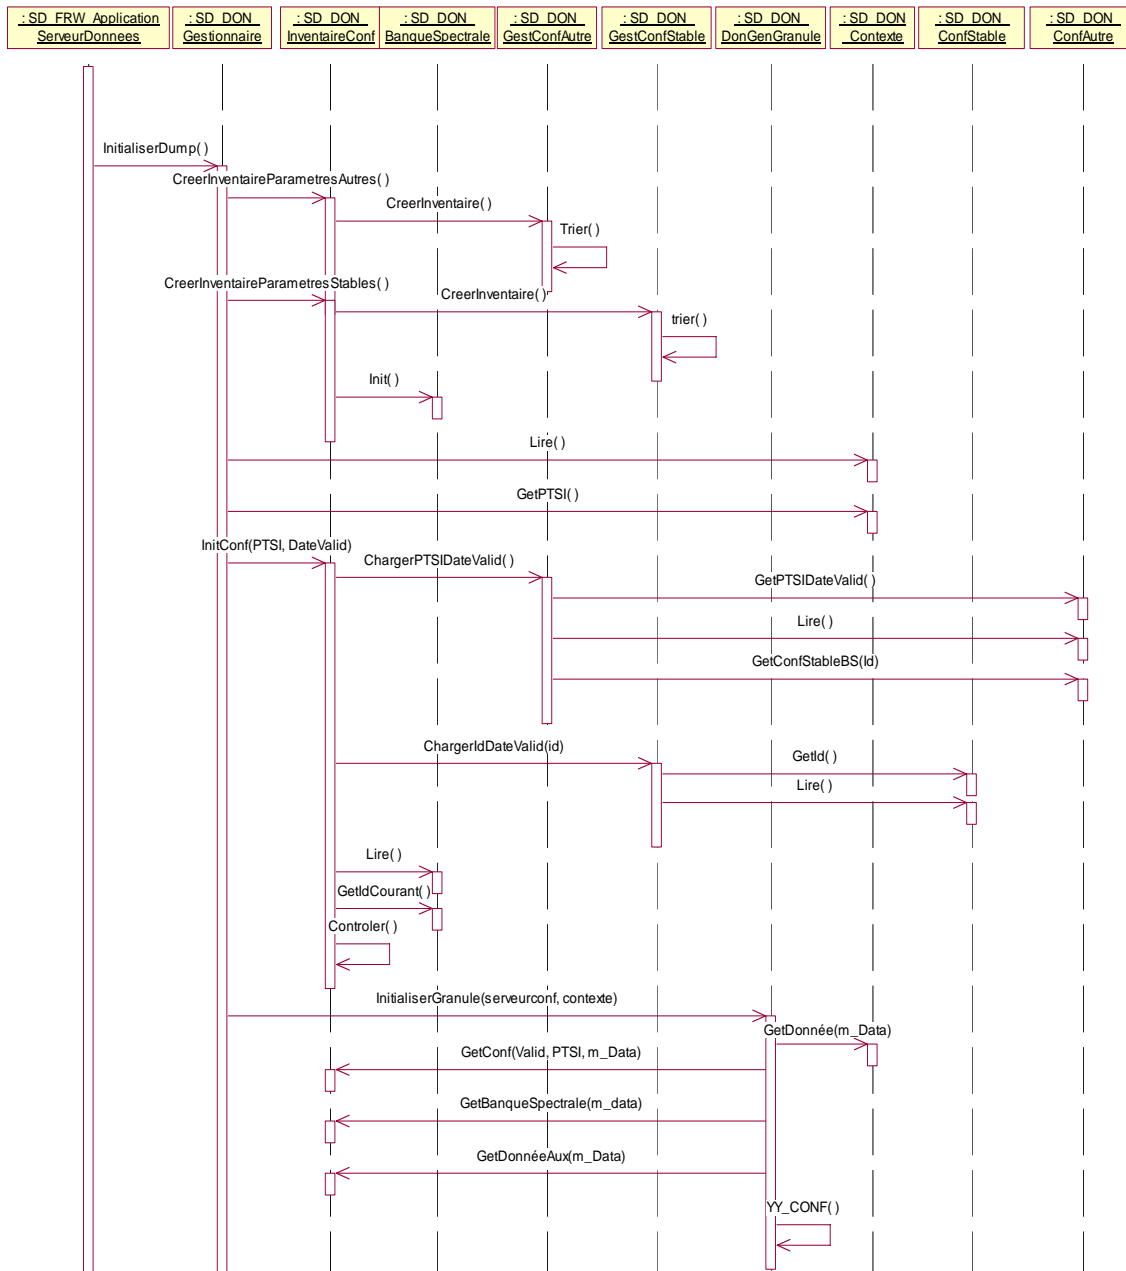 : SD_FRW_Application
ServeurDonnees
: SD_DON
Gestionnaire
: SD_DON
InventaireConf
: SD_DON
BanqueSpectrale
: SD_DON
GestConfAutre
: SD_DON
GestConfStable
: SD_DON
DonGenGranule
: SD_DON
Contexte
: SD_DON
ConfStable
: SD_DON
ConfAutre
InitialiserDump( )
CreerInventaireParametresAutres( )
CreerInventaire( )
Trier( )
CreerInventaireParametresStables( )
CreerInventaire( )
trier( )
Init( )
Lire( )
GetPTSI( )
InitConf(PTSI, DateValid)
ChargerPTSIDateValid( )
GetPTSIDateValid( )
Lire( )
GetConfStableBS(Id)
ChargerIdDateValid(id)
GetId( )
Lire( )
Lire( )
GetIdCourant( )
Controler( )
InitialiserGranule(serveurconf, contexte)
GetDonnée(m_Data)
GetConf(Valid, PTSI, m_Data)
GetBanqueSpectrale(m_data)
GetDonnéeAux(m_Data)
YY_CONF( )